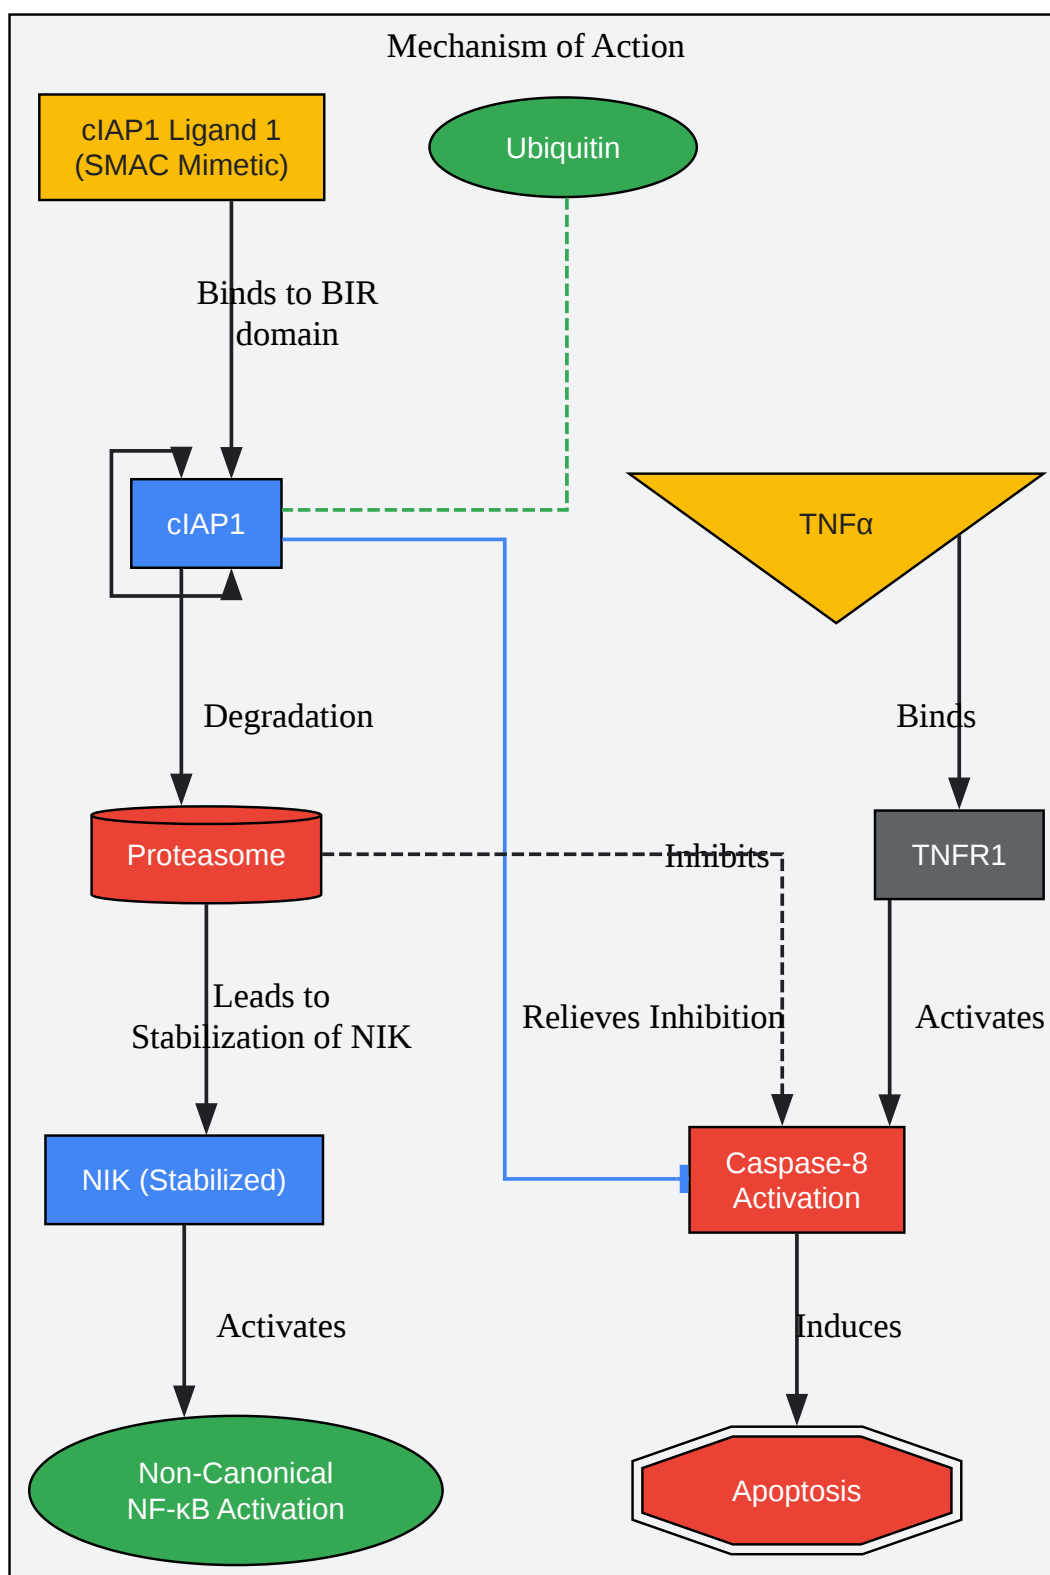 Mechanism of Action
cIAP1 Ligand 1
(SMAC Mimetic)
Ubiquitin
Binds to BIR
domain
cIAP1
TNFα
Degradation
Binds
Proteasome
Inhibits
TNFR1
Leads to
Stabilization of NIK
Relieves Inhibition
Activates
NIK (Stabilized)
Caspase-8
Activation
Activates
Induces
Non-Canonical
NF-κB Activation
Apoptosis